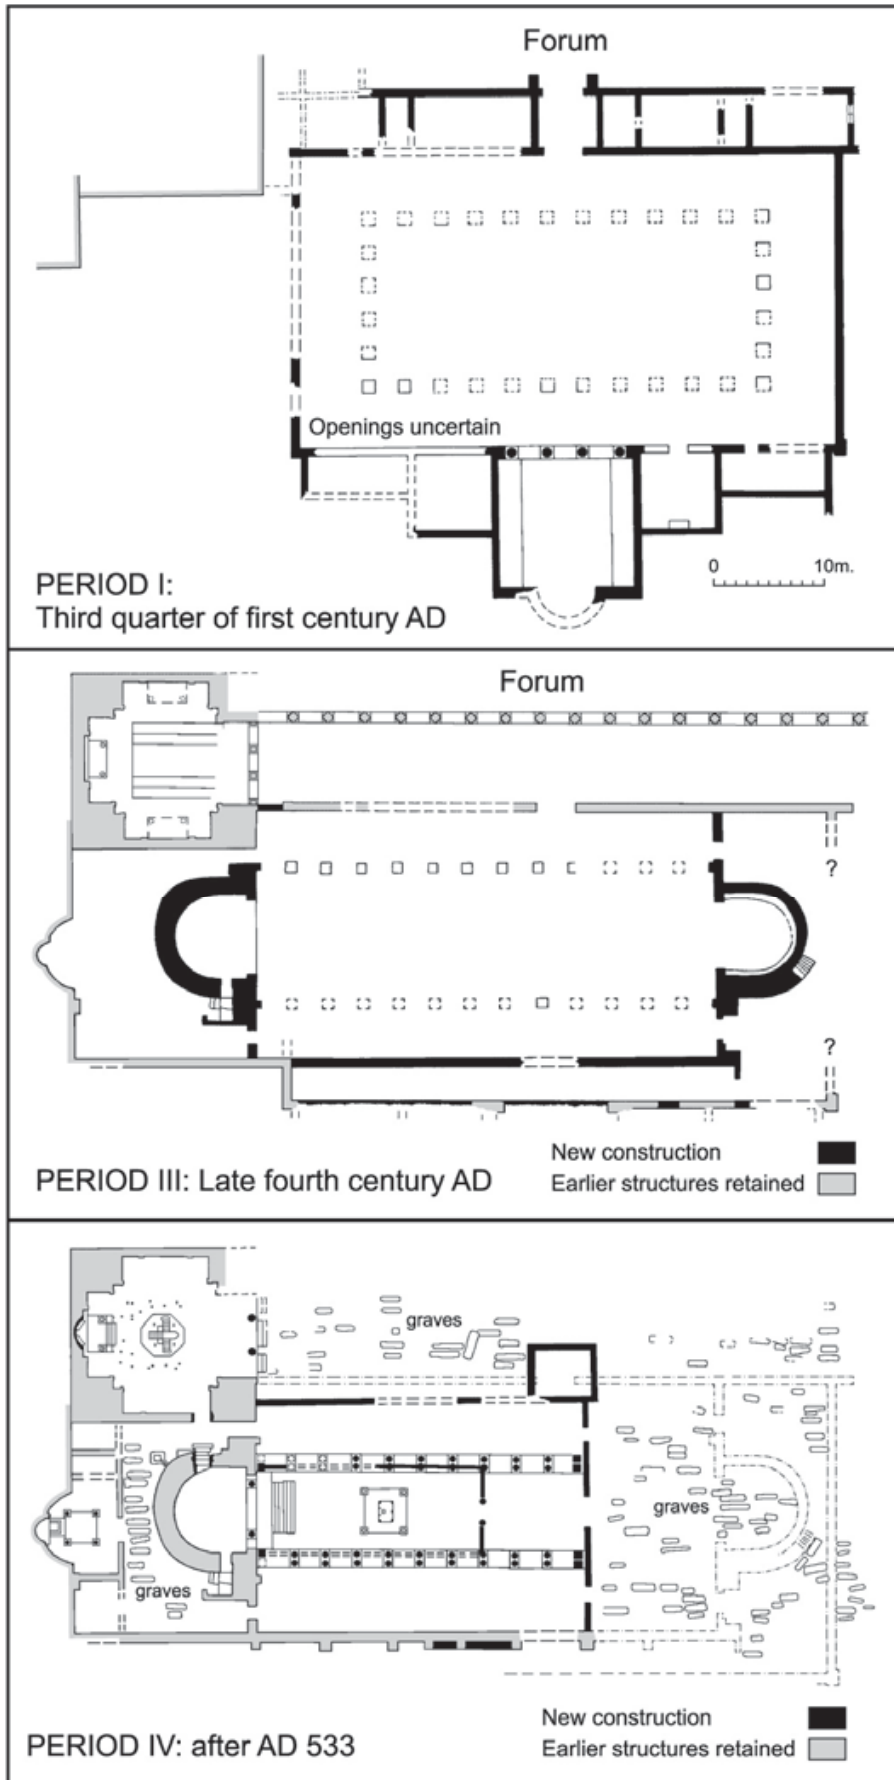 Forum
Openings uncertain
0 10m.
PERIOD I:
Third quarter of first century AD
Forum
?
?
New construction
PERIOD III: Late fourth century AD
Earlier structures retained
graves
graves
graves
New construction
PERIOD IV: after AD 533
Earlier structures retained